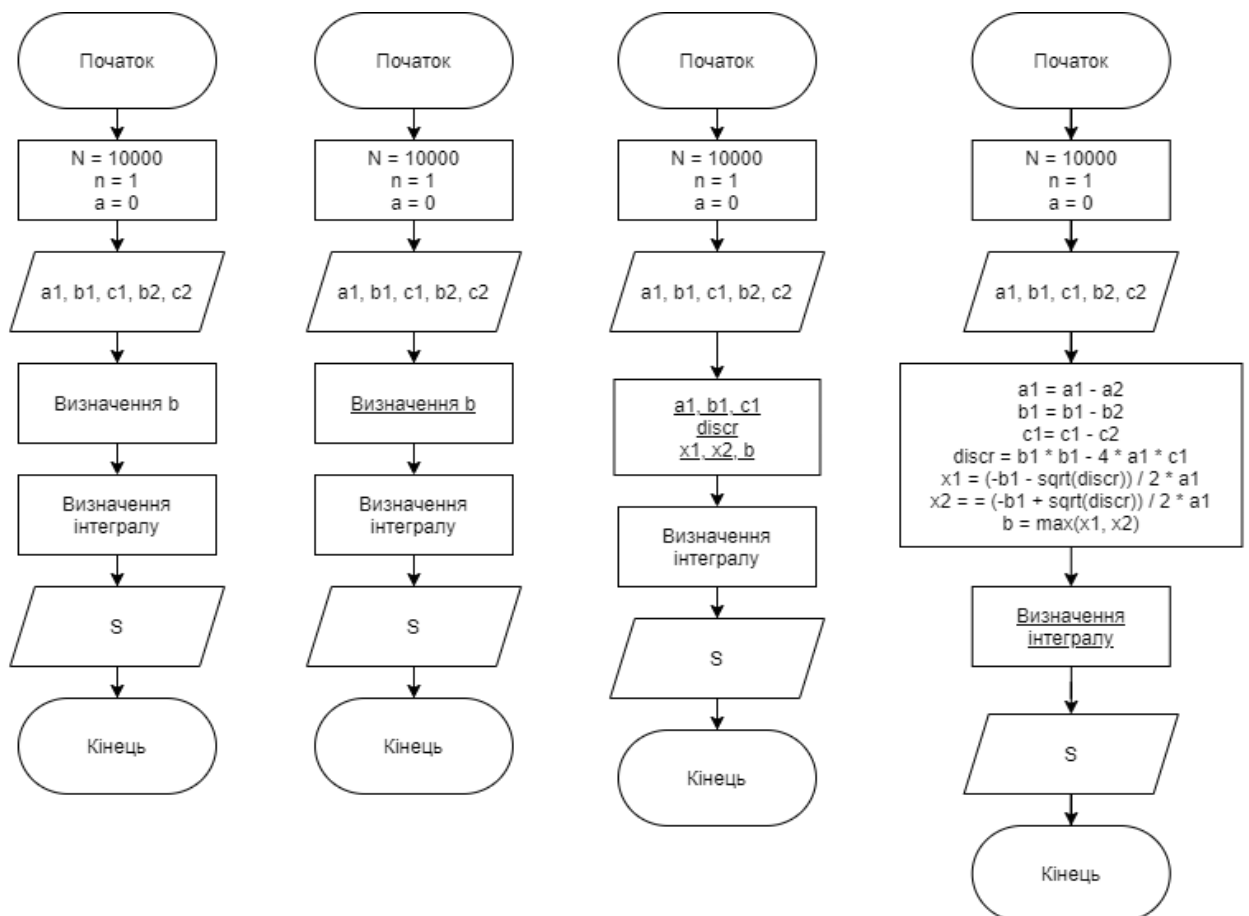 Початок
N = 10000
n = 1
a = 0
a1, b1, c1, b2, c2
Визначення b
Визначення
інтегралу
S
Кінець
Початок
N = 10000
n = 1
a = 0
a1, b1, c1, b2, c2
Визначення b
Визначення
інтегралу
S
Кінець
Початок
N = 10000
n = 1
a = 0
a1, b1, c1, b2, c2
a1, b1, c1
discr
x1, x2, b
Визначення
інтегралу
S
Кінець
Початок
N = 10000
n = 1
a = 0
a1, b1, c1, b2, c2
a1 = a1 - a2
b1 = b1 - b2
c1= c1 - c2
discr = b1 * b1 - 4 * a1 * c1
x1 = (-b1 - sqrt(discr)) / 2 * a1
x2 = = (-b1 + sqrt(discr)) / 2 * a1
b = max(x1, x2)
Визначення
інтегралу
S
Кінець